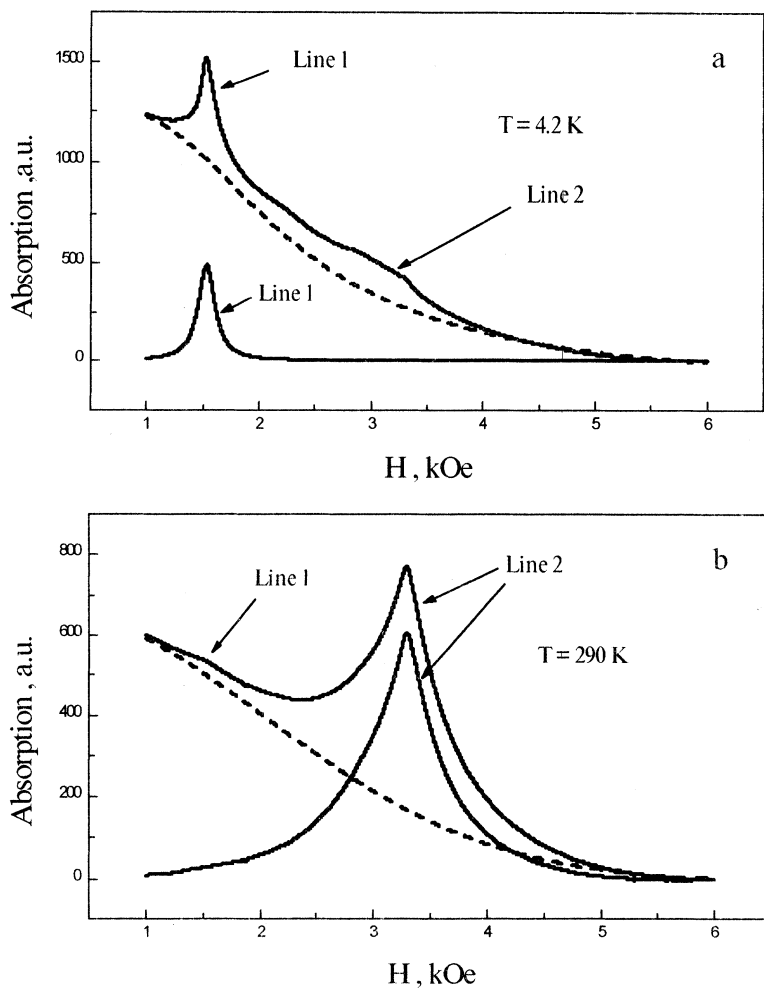 a
1500
Line 1
T = 4.2 K
1000
Line 2
500
Line 1
0
Absorption ,a.u.
1 2 3 4 5 6
H , kOe
b
800
Line 2
Line 1
600
T = 290 K
400
200
0
Absorption , a.u.
1 2 3 4 5 6
H , kOe